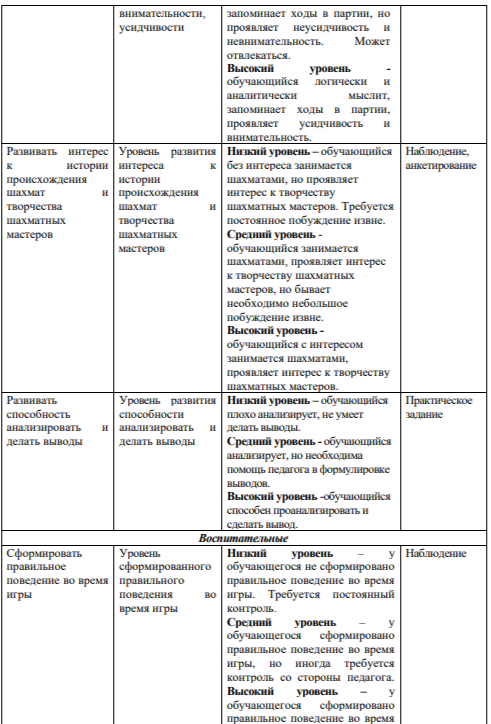 внимательности,
усидчивости
запоминает ходы в партии, но
проявляет неусидчивость и
невнимательность. Может
отвлекаться.
Высокий уровень -
обучающийся логически и
аналитически мыслит,
запоминает ходы в партии,
проявляет усидчивость и
внимательность.
Развивать интерес
к истории
происхождения
шахмат и
творчества
шахматных
мастеров
Уровень развития
интереса к
истории
происхождения
шахмат и
творчества
шахматных
мастеров
Низкий уровень – обучающийся
без интереса занимается
шахматами, но проявляет
интерес к творчеству
шахматных мастеров. Требуется
постоянное побуждение извне.
Средний уровень -
обучающийся занимается
шахматами, проявляет интерес
к творчеству шахматных
мастеров, но бывает
необходимо небольшое
побуждение извне.
Высокий уровень -
обучающийся с интересом
занимается шахматами,
проявляет интерес к творчеству
шахматных мастеров.
Наблюдение,
анкетирование
Развивать
способность
анализировать и
делать выводы
Уровень развития
способности
анализировать и
делать выводы
Низкий уровень – обучающийся
плохо анализирует, не умеет
делать выводы.
Средний уровень - обучающийся
анализирует, но необходима
помощь педагога в формулировке
выводов.
Высокий уровень -обучающийся
способен проанализировать и
сделать вывод.
Практическое
задание
Воспитательные
Сформировать
правильное
поведение во время
игры
Уровень
сформированного
правильного
поведения во
время игры
Низкий уровень – у
обучающегося не сформировано
правильное поведение во время
игры. Требуется постоянный
контроль.
Средний уровень – у
обучающегося сформировано
правильное поведение во время
игры, но иногда требуется
контроль со стороны педагога.
Высокий уровень – у
обучающегося сформировано
правильное поведение во время
Наблюдение